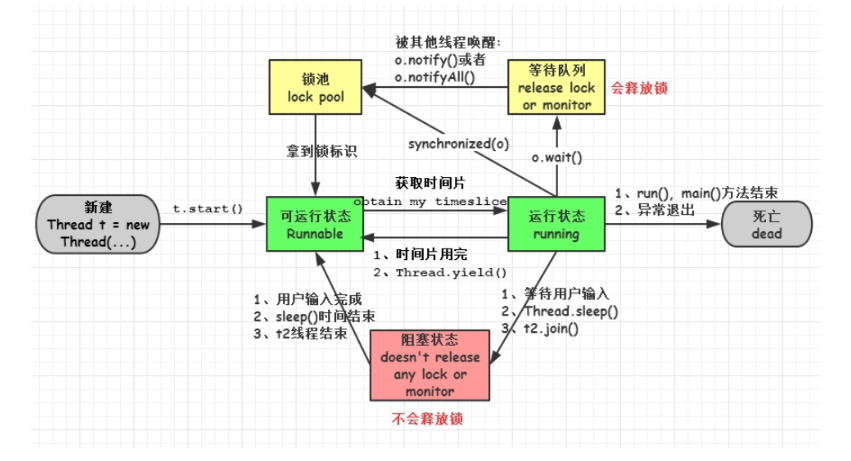 被其他线程唤醒：
o.notify()或者
o.notifyAll()
锁池
lock pool
等待队列
release lock
or monitor
会释放锁
synchronized(o)
o.wait()
拿到锁标识
获取时间片
obtain my timeslice
新建
Thread t = new
Thread(...)
t.start()
可运行状态
Runnable
运行状态
running
1、run(), main()方法结束
2、异常退出
死亡
dead
1、时间片用完
2、Thread.yield()
1、用户输入完成
2、sleep()时间结束
3、t2线程结束
1、等待用户输入
2、Thread.sleep()
3、t2.join()
阻塞状态
doesn't release
any lock or
monitor
不会释放锁